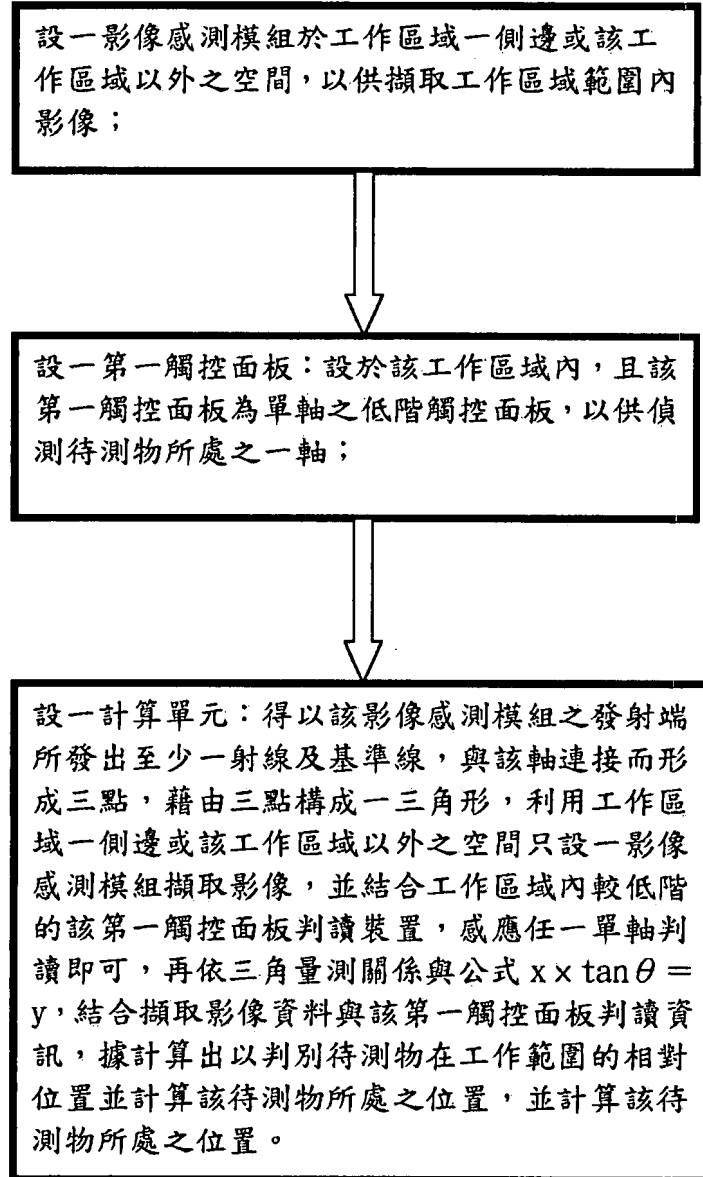 設一影像感測模組於工作區域一側邊或該工
作區域以外之空間，以供擷取工作區域範圍內
影像；
設一第一觸控面板：設於該工作區域內，且該
第一觸控面板為單軸之低階觸控面板，以供偵
測待測物所處之一軸；
設一計算單元：得以該影像感測模組之發射端
所發出至少一射線及基準線，與該軸連接而形
成三點，藉由三點構成一三角形，利用工作區
域一側邊或該工作區域以外之空間只設一影像
感測模組擷取影像，並結合工作區域內較低階
的該第一觸控面板判讀裝置，感應任一單軸判
讀即可，再依三角量測關係與公式 x × tan θ ＝
y，結合擷取影像資料與該第一觸控面板判讀資
訊，據計算出以判別待測物在工作範圍的相對
位置並計算該待測物所處之位置，並計算該待
測物所處之位置。